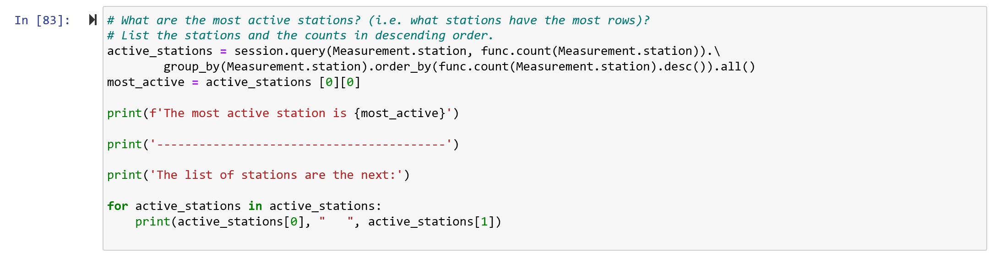 In [83]:
# What are the most active stations? (i.e. what stations have the most rows)?
# List the stations and the counts in descending order.
active_stations = session.query(Measurement.station, func.count(Measurement.station)).\
        group_by(Measurement.station).order_by(func.count(Measurement.station).desc()).all()
most_active = active_stations [0][0]
print(f'The most active station is {most_active}')
print('-----------------------------------------')
print('The list of stations are the next:')
for active_stations in active_stations:
    print(active_stations[0], "   ", active_stations[1])